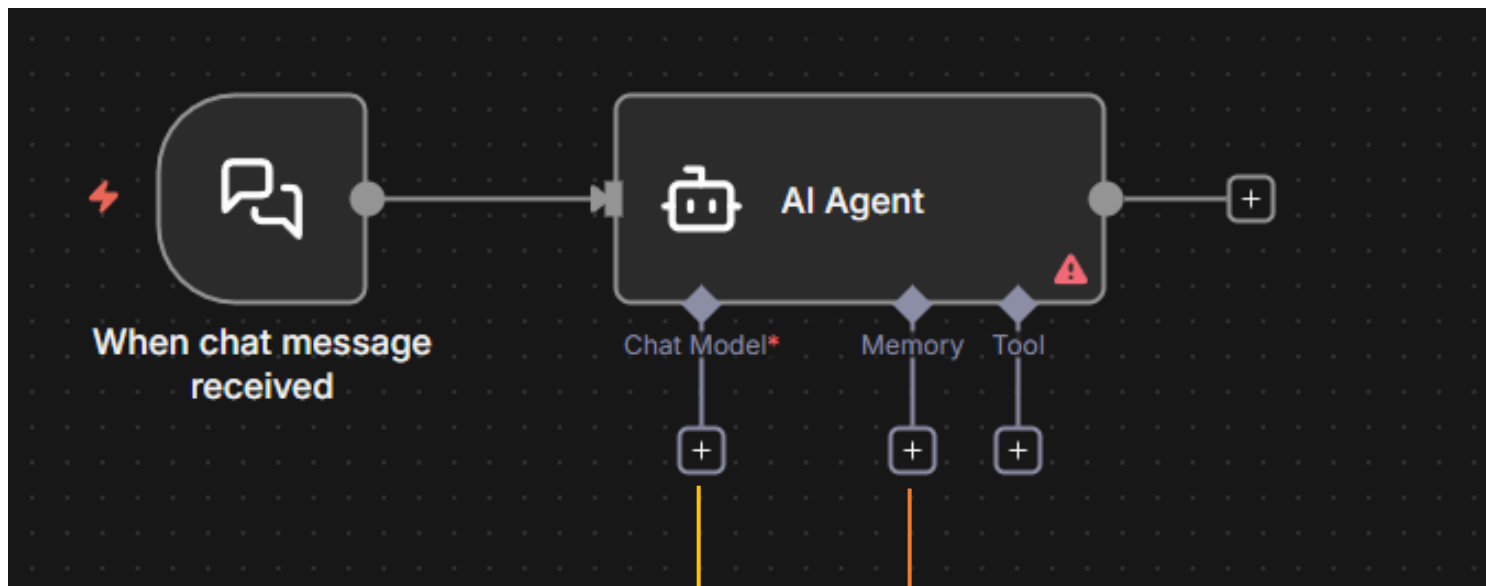 AI Agent
When chat message
received
Chat Model*
Memory
Tool